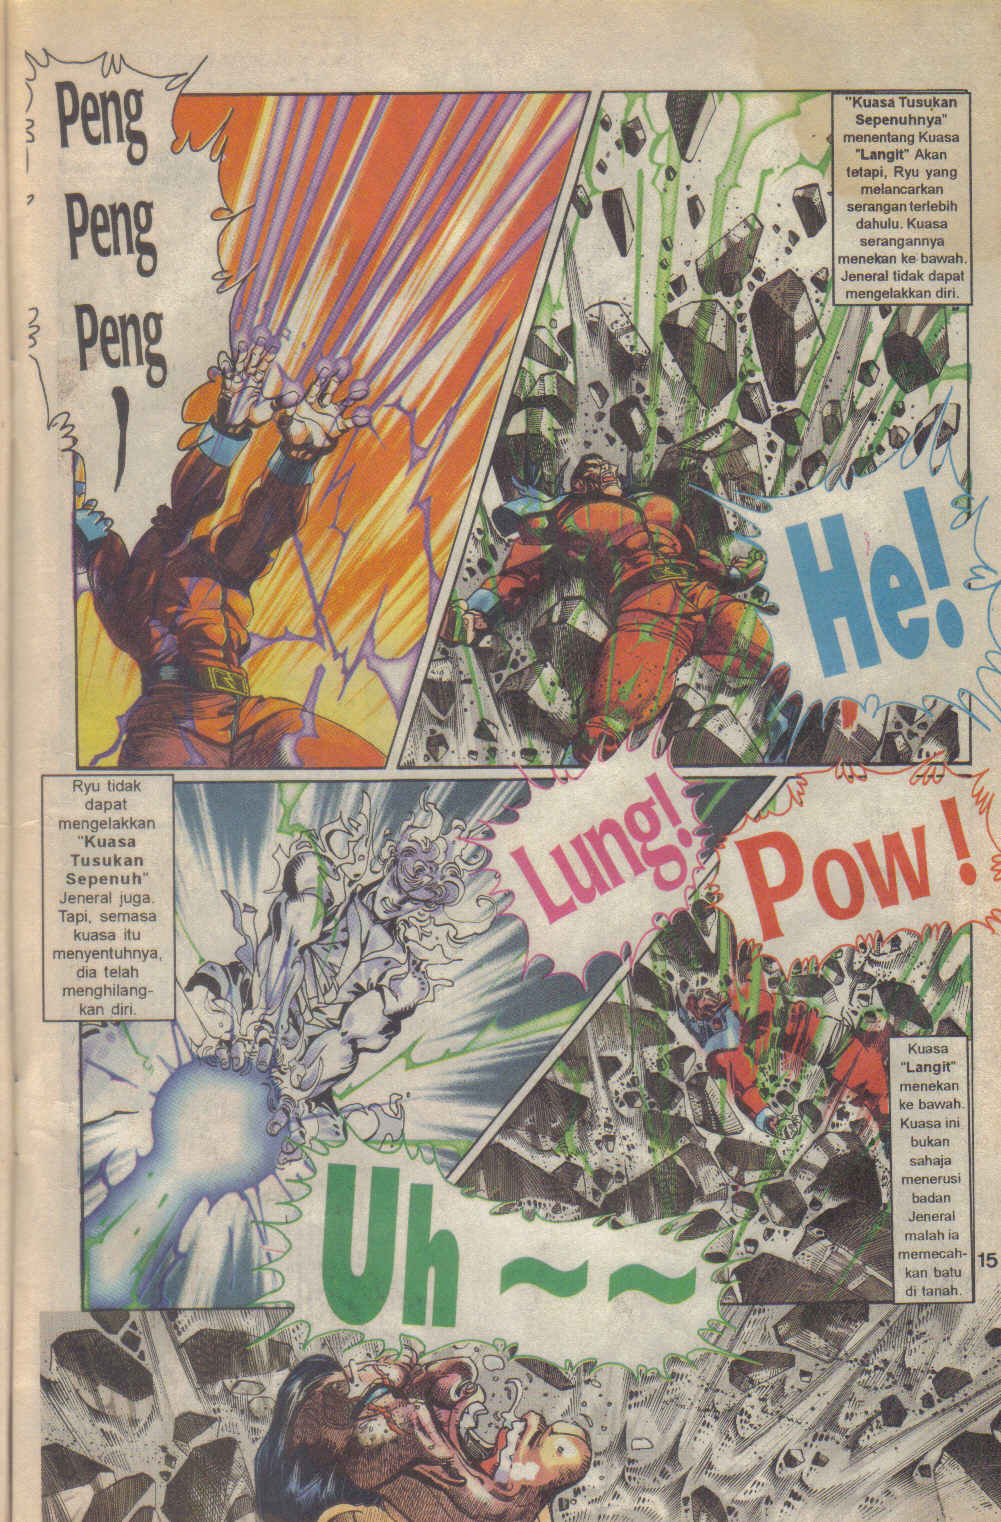 Peng
Peng
Peng
!
"Kuasa Tusukan
Sepenuhnya"
menentang Kuasa
"Langit" Akan
tetapi, Ryu yang
melancarkan
serangan terlebih
dahulu. Kuasa
serangannya
menekan ke bawah.
Jeneral tidak dapat
mengelakkan diri.
He!
Ryu tidak
dapat
mengelakkan
"Kuasa
Tusukan
Sepenuh"
Jeneral juga.
Tapi, semasa
kuasa itu
menyentuhnya,
dia telah
menghilang-
kan diri.
Lung!
Pow!
Kuasa
"Langit"
menekan
ke bawah.
Kuasa ini
bukan
sahaja
menerusi
badan
Jeneral
malah ia
memecah-
kan batu
di tanah.
Uh ~~
15